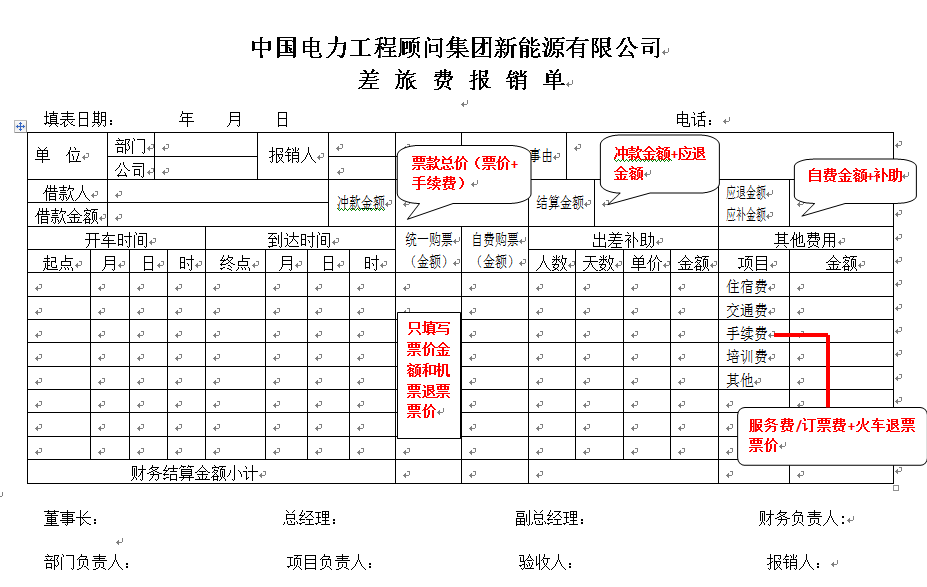 中国电力工程顾问集团新能源有限公司
差 旅 费 报 销 单
填表日期： 年 月 日 电话：
单 位 部门 报销人 事由
公司
票款总价（票价+
手续费）
冲款金额+应退
金额
自费金额+补助
借款人 冲款金额 结算金额 应退金额
借款金额 应补金额
开车时间 到达时间 统一购票 自费购票 出差补助 其他费用
起点 月 日 时 终点 月 日 时 （金额） （金额） 人数 天数 单价 金额 项目 金额
住宿费
交通费
手续费
培训费
其他
只填写
票价金
额和机
票退票
票价
服务费/订票费+火车退票
票价
财务结算金额小计
董事长： 总经理： 副总经理： 财务负责人:
部门负责人： 项目负责人： 验收人： 报销人：